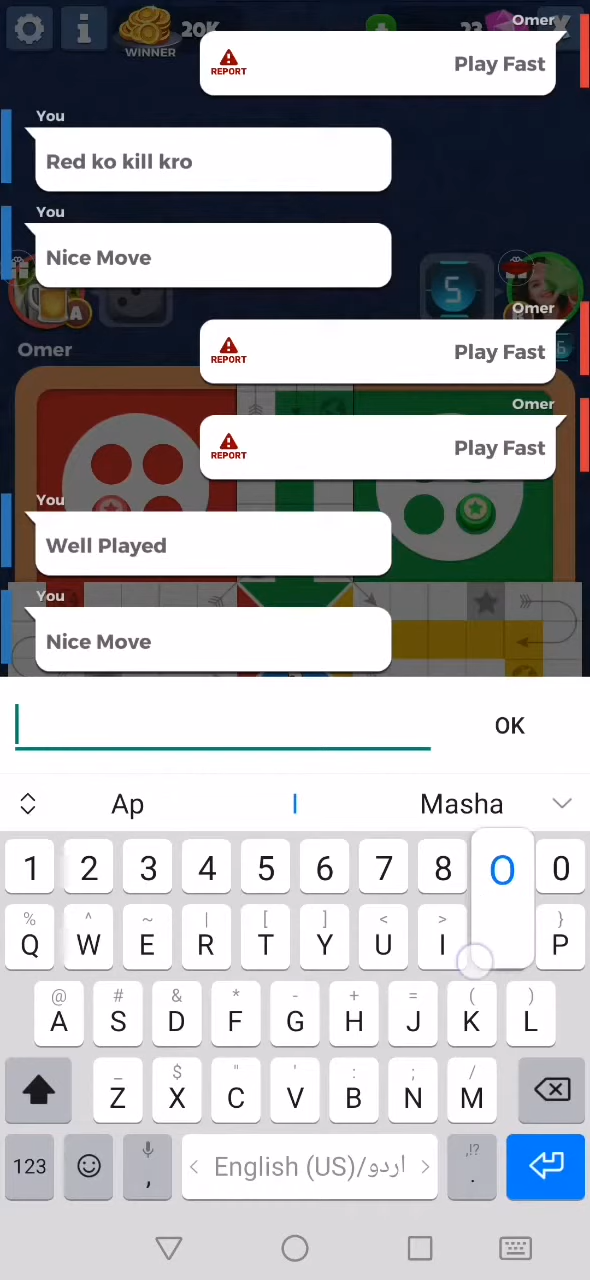 20K
23
WINNER
Omer
REPORT
Play Fast
You
Red ko kill kro
You
Nice Move
5
Omer
Omer
REPORT
Play Fast
Omer
REPORT
Play Fast
You
Well Played
You
Nice Move
OK
Ap
I
Masha
1 2 3 4 5 6 7 8 O 0
% ^ ~ | [ ] < > }
Q W E R T Y U I P
@ # & * - + = ( )
A S D F G H J K L
_ $ " ' : ; /
Z X C V B N M
123 , < English (US)/اردو > ,!? .